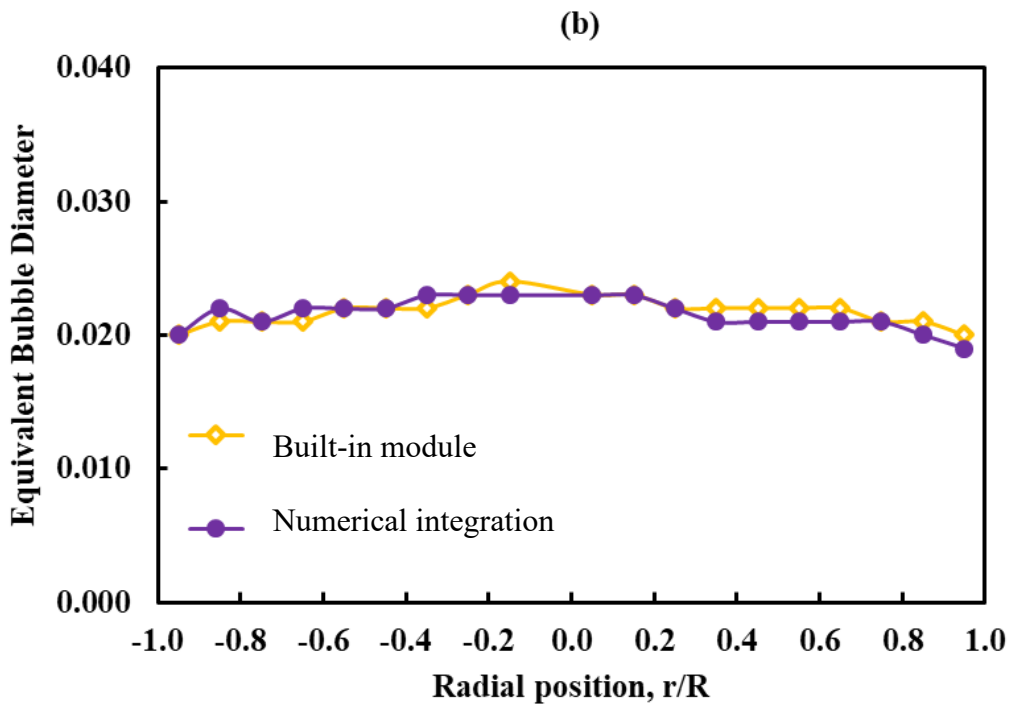 (b)
Equivalent Bubble Diameter
0.040
0.030
0.020
0.010
0.000
Built-in module
Numerical integration
-1.0 -0.8 -0.6 -0.4 -0.2 0.0 0.2 0.4 0.6 0.8 1.0
Radial position, r/R